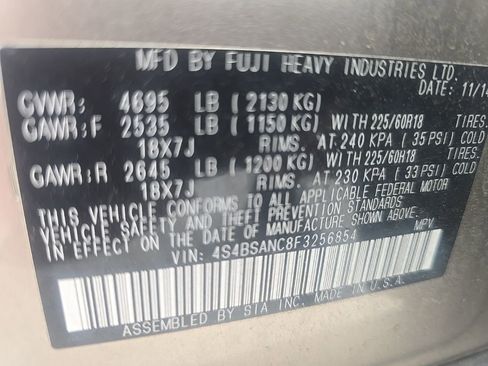 MFD BY FUJI HEAVY INDUSTRIES LTD.
DATE: 11/14
GVWR: 4695 LB (2130 KG)
GAWR:F 2535 LB (1150 KG) WITH 225/60R18 TIRES.
18X7J RIMS. AT 240 KPA (35 PSI) COLD
GAWR:R 2645 LB (1200 KG) WITH 225/60R18 TIRES.
18X7J RIMS. AT 230 KPA (33 PSI) COLD
THIS VEHICLE CONFORMS TO ALL APPLICABLE FEDERAL MOTOR
VEHICLE SAFETY AND THEFT PREVENTION STANDARDS
IN EFFECT ON THE DATE OF MANUFACTURE SHOWN ABOVE.
VIN: 4S4BSANC8F3256854 MPV
ASSEMBLED BY SIA INC. MADE IN U.S.A.